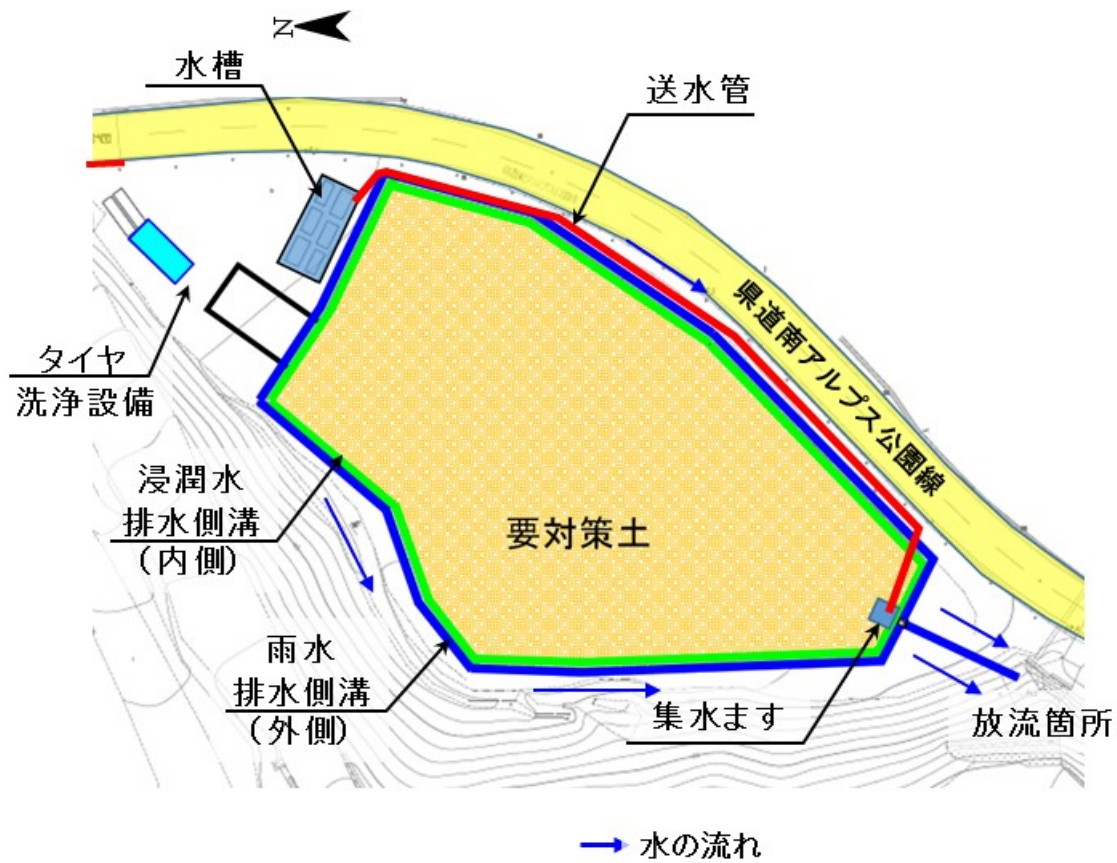 N
水槽
送水管
県道南アルプス公園線
タイヤ
洗浄設備
浸潤水
排水側溝
(内側)
要対策土
雨水
排水側溝
(外側)
集水ます
放流箇所
水の流れ